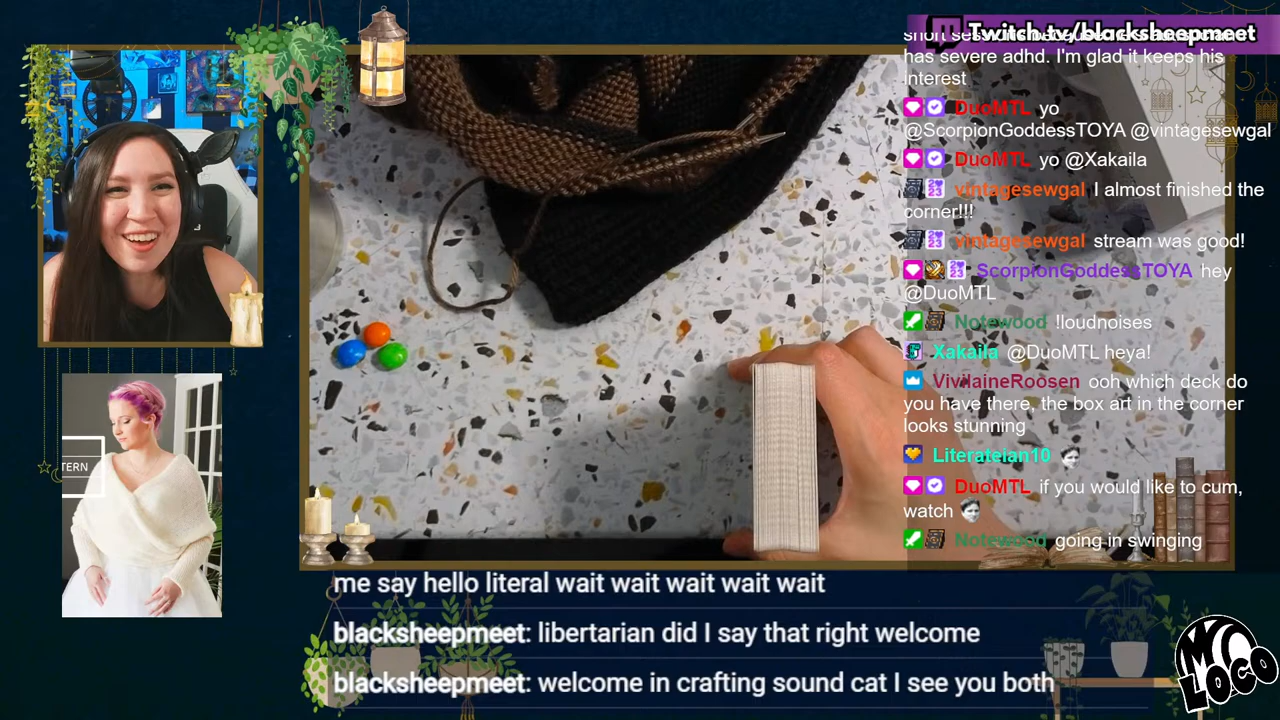 Twitch.tv/blacksheepmeet
has severe adhd. I'm glad it keeps his
interest
DuoMTL yo
@ScorpionGoddessTOYA @vintagesewgal
DuoMTL yo @Xakaila
vintagesewgal I almost finished the
corner!!!
vintagesewgal stream was good!
ScorpionGoddessTOYA hey
@DuoMTL
Notewood !loudnoises
Xakaila @DuoMTL heya!
VivilaineRoosen ooh which deck do
you have there, the box art in the corner
looks stunning
Literateian10
DuoMTL if you would like to cum,
watch
Notewood going in swinging
TERN
me say hello literal wait wait wait wait wait
blacksheepmeet: libertarian did I say that right welcome
blacksheepmeet: welcome in crafting sound cat I see you both
MC
LOCO